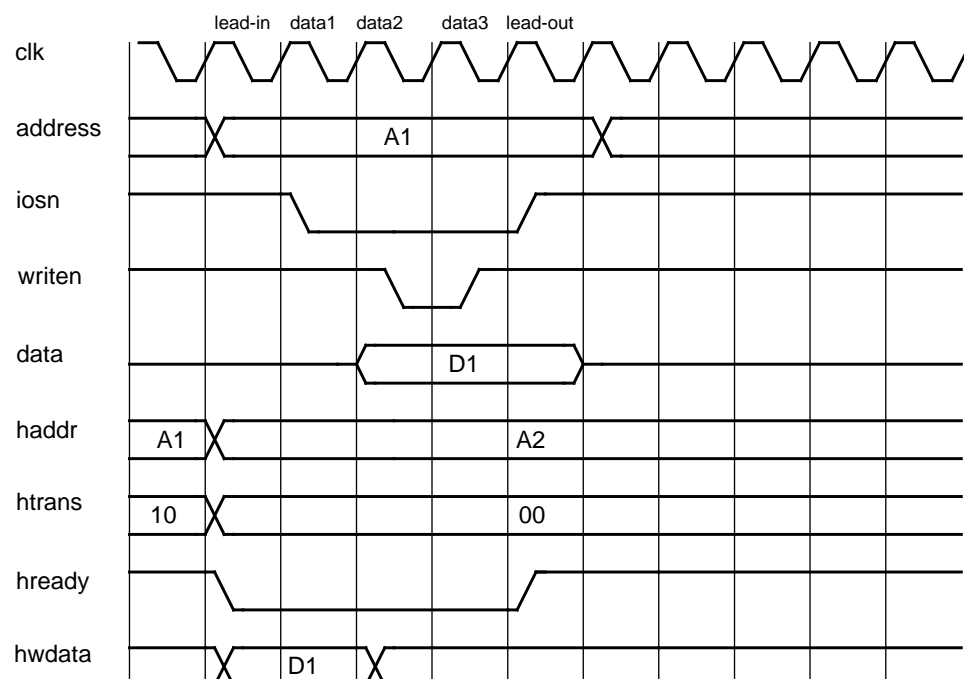 lead-in data1 data2 data3 lead-out
clk
address A1
iosn
writen
data D1
haddr A1 A2
htrans 10 00
hready
hwdata D1